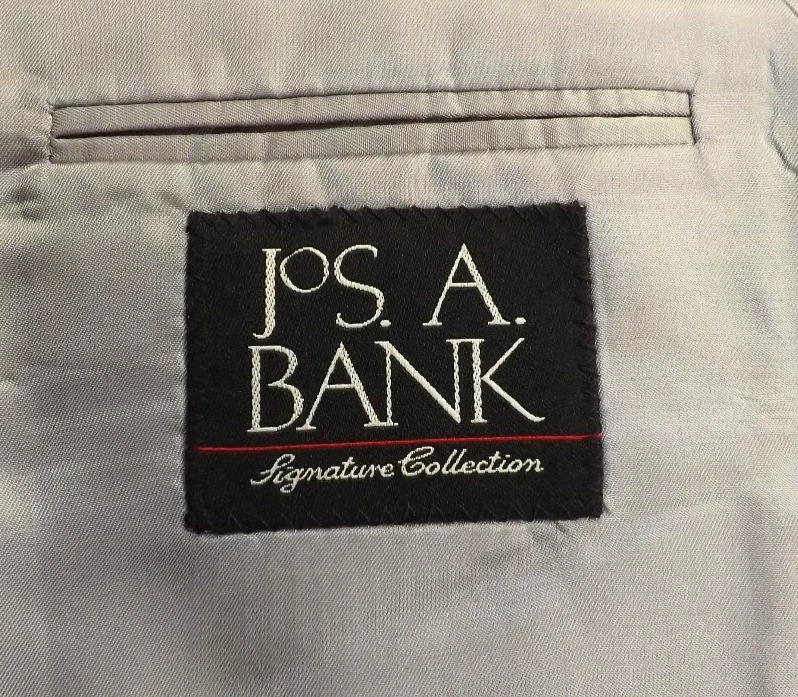 JoS. A.
BANK
Signature Collection